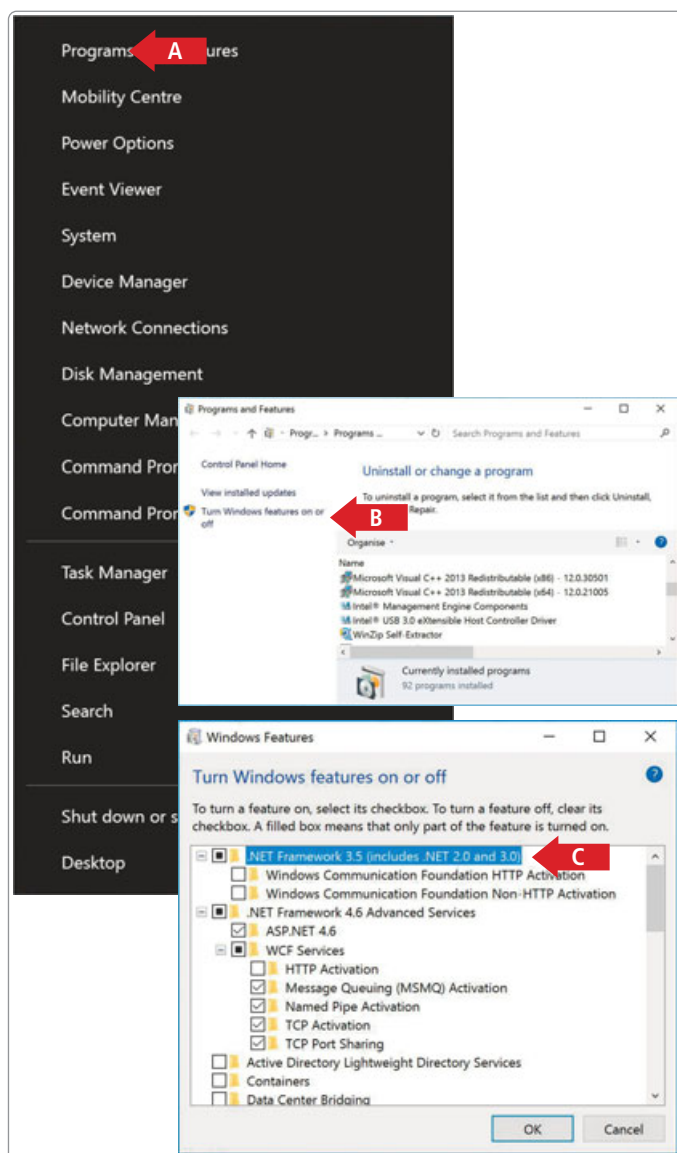 Programs A ures
Mobility Centre
Power Options
Event Viewer
System
Device Manager
Network Connections
Disk Management
Computer Man
Command Pror
Command Pror
Task Manager
Control Panel
File Explorer
Search
Run
Shut down or s
Desktop
Programs and Features
Progr... > Programs ...
Search Programs and Features
Control Panel Home
View installed updates
Turn Windows features on or
off
B
Uninstall or change a program
To uninstall a program, select it from the list and then click Uninstall,
Repair.
Organise
Name
Microsoft Visual C++ 2013 Redistributable (x86) - 12.0.30501
Microsoft Visual C++ 2013 Redistributable (x64) - 12.0.21005
Intel® Management Engine Components
Intel® USB 3.0 eXtensible Host Controller Driver
WinZip Self-Extractor
Currently installed programs
92 programs installed
Windows Features
Turn Windows features on or off
To turn a feature on, select its checkbox. To turn a feature off, clear its
checkbox. A filled box means that only part of the feature is turned on.
.NET Framework 3.5 (includes .NET 2.0 and 3.0) C
Windows Communication Foundation HTTP Activation
Windows Communication Foundation Non-HTTP Activation
.NET Framework 4.6 Advanced Services
ASP.NET 4.6
WCF Services
HTTP Activation
Message Queuing (MSMQ) Activation
Named Pipe Activation
TCP Activation
TCP Port Sharing
Active Directory Lightweight Directory Services
Containers
Data Center Bridging
OK Cancel